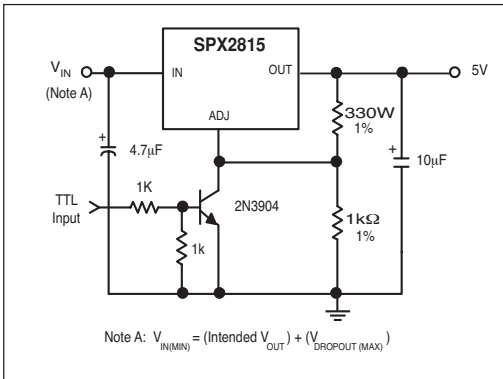 SPX2815
V_IN
(Note A)
IN
OUT
5V
ADJ
330W
1%
+
4.7µF
+
10µF
1K
TTL
Input
2N3904
1kΩ
1%
1k
Note A: V_IN(MIN) = (Intended V_OUT) + (V_DROPOUT (MAX) )